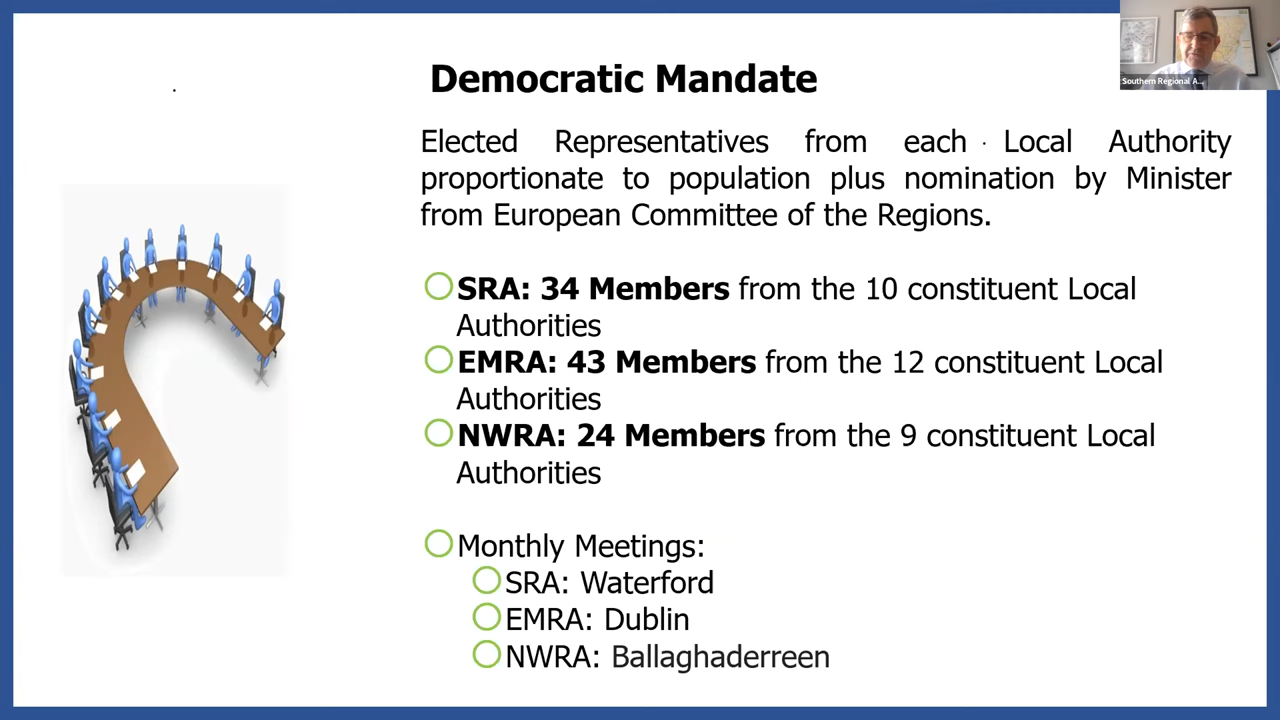 Democratic Mandate
Southern Regional A...
Elected Representatives from each Local Authority
proportionate to population plus nomination by Minister
from European Committee of the Regions.
SRA: 34 Members from the 10 constituent Local
Authorities
EMRA: 43 Members from the 12 constituent Local
Authorities
NWRA: 24 Members from the 9 constituent Local
Authorities
Monthly Meetings:
SRA: Waterford
EMRA: Dublin
NWRA: Ballaghaderreen